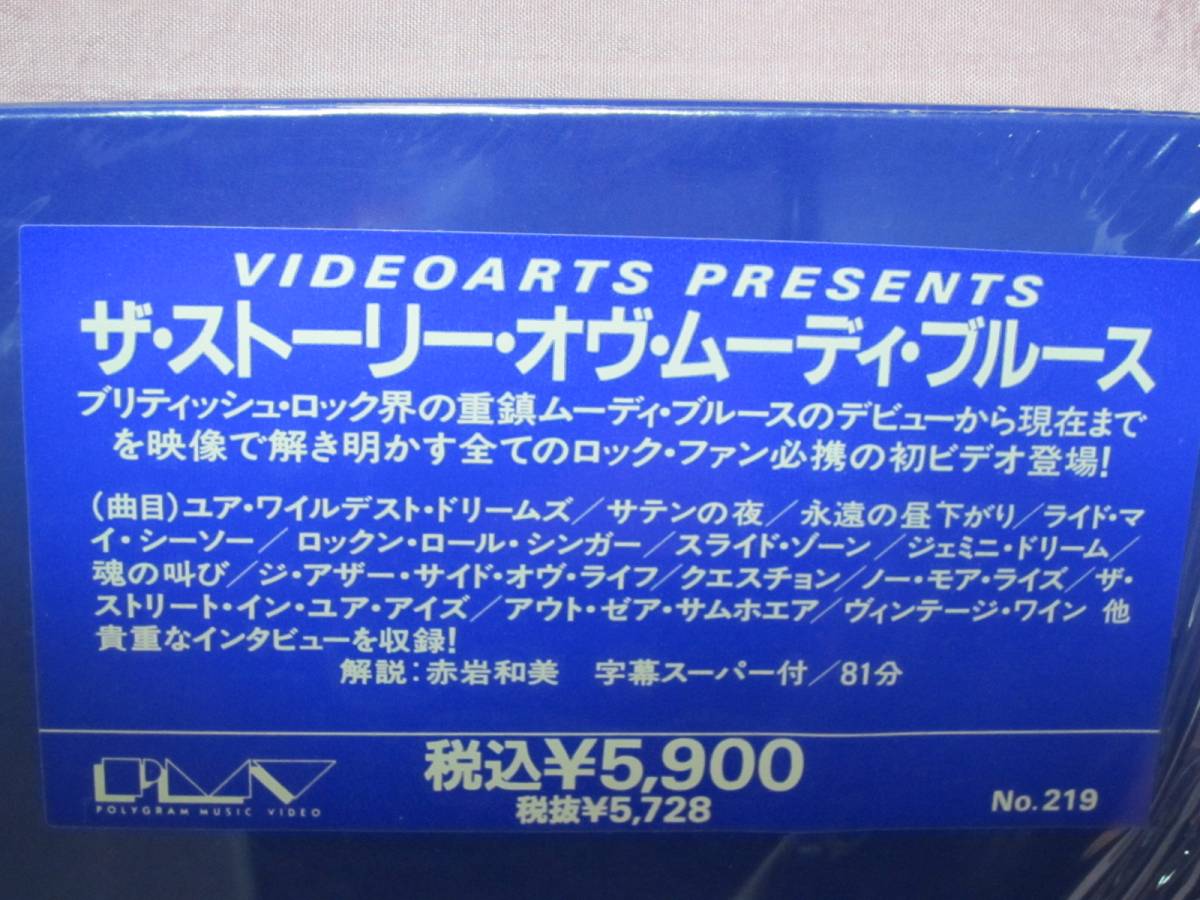 VIDEOARTS PRESENTS
ザ・ストーリー・オヴ・ムーディ・ブルース
ブリティッシュ・ロック界の重鎮ムーディ・ブルースのデビューから現在まで
を映像で解き明かす全てのロック・ファン必携の初ビデオ登場!
(曲目)ユア・ワイルデスト・ドリームズ/サテンの夜/永遠の昼下がり/ライド・マ
イ・シーソー/ロックン・ロール・シンガー/スライド・ゾーン/ジェミニ・ドリーム/
魂の叫び/ジ・アザー・サイド・オヴ・ライフ/クエスチョン/ノー・モア・ライズ/ザ・
ストリート・イン・ユア・アイズ/アウト・ゼア・サムホエア/ヴィンテージ・ワイン 他
貴重なインタビューを収録!
解説:赤岩和美 字幕スーパー付/81分
税込¥5,900
税抜¥5,728
PMV
POLYGRAM MUSIC VIDEO
No.219